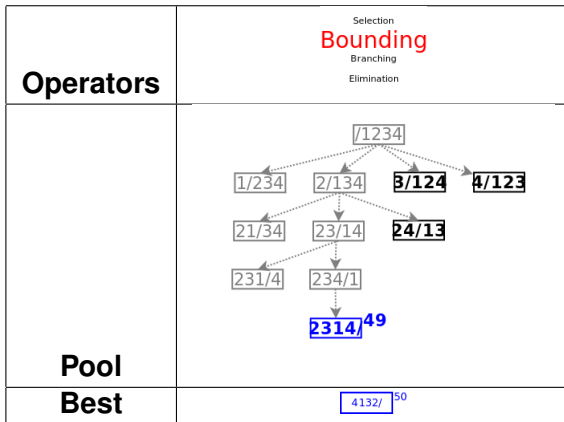 Selection
Bounding
Branching
Elimination
Operators
/1234
1/234 2/134 3/124 4/123
21/34 23/14 24/13
231/4 234/1
2314/ 49
Pool
Best
4132/ 50